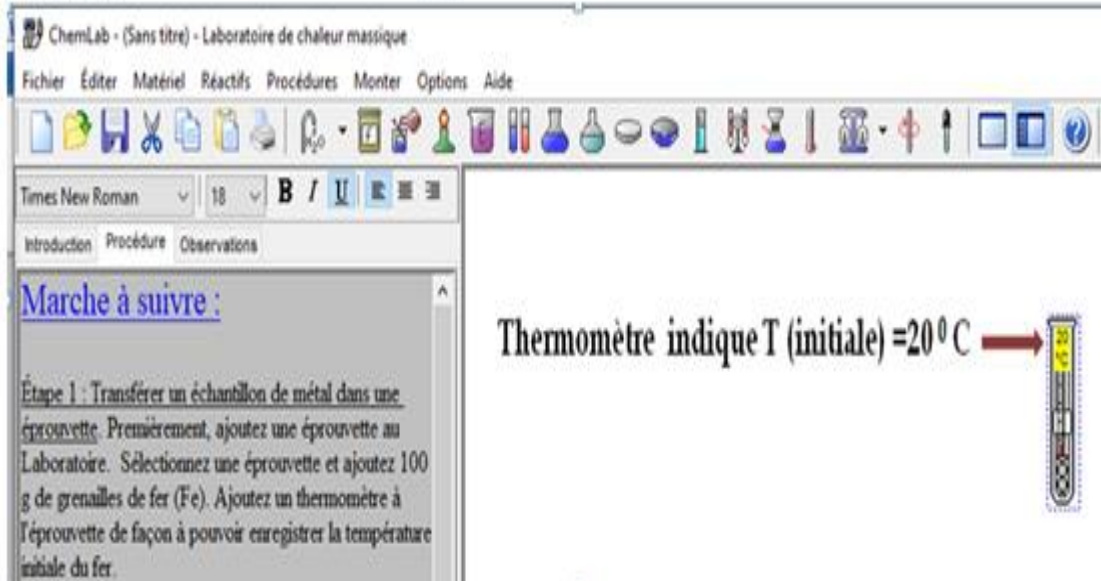 ChemLab - (Sans titre) - Laboratoire de chaleur massique
Fichier Éditer Matériel Réactifs Procédures Monter Options Aide
Times New Roman 18 B I U
Introduction Procédure Observations
Marche à suivre :
Étape 1 : Transférer un échantillon de métal dans une
éprouvette. Premièrement, ajoutez une éprouvette au
Laboratoire. Sélectionnez une éprouvette et ajoutez 100
g de grenailles de fer (Fe). Ajoutez un thermomètre à
l'éprouvette de façon à pouvoir enregistrer la température
initiale du fer.
Thermomètre indique T (initiale) =20⁰ C
20
°C